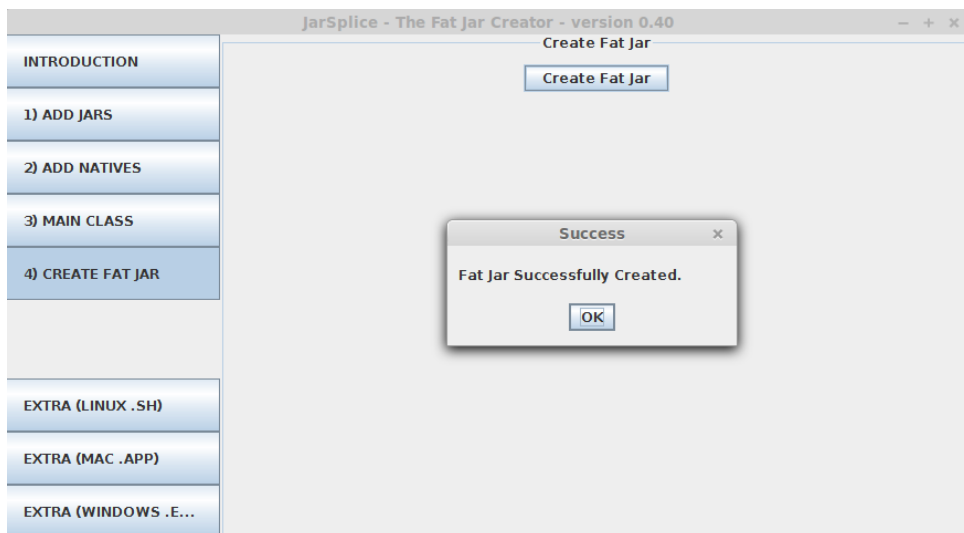 JarSplice - The Fat Jar Creator - version 0.40
INTRODUCTION
1) ADD JARS
2) ADD NATIVES
3) MAIN CLASS
4) CREATE FAT JAR
EXTRA (LINUX .SH)
EXTRA (MAC .APP)
EXTRA (WINDOWS .E...
Create Fat Jar
Create Fat Jar
Success
Fat Jar Successfully Created.
OK